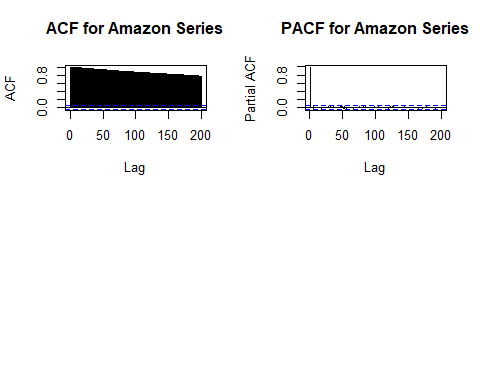 ACF for Amazon Series
ACF
0.0 0.8
0 50 100 150 200
Lag
PACF for Amazon Series
Partial ACF
0.0 0.8
0 50 100 150 200
Lag